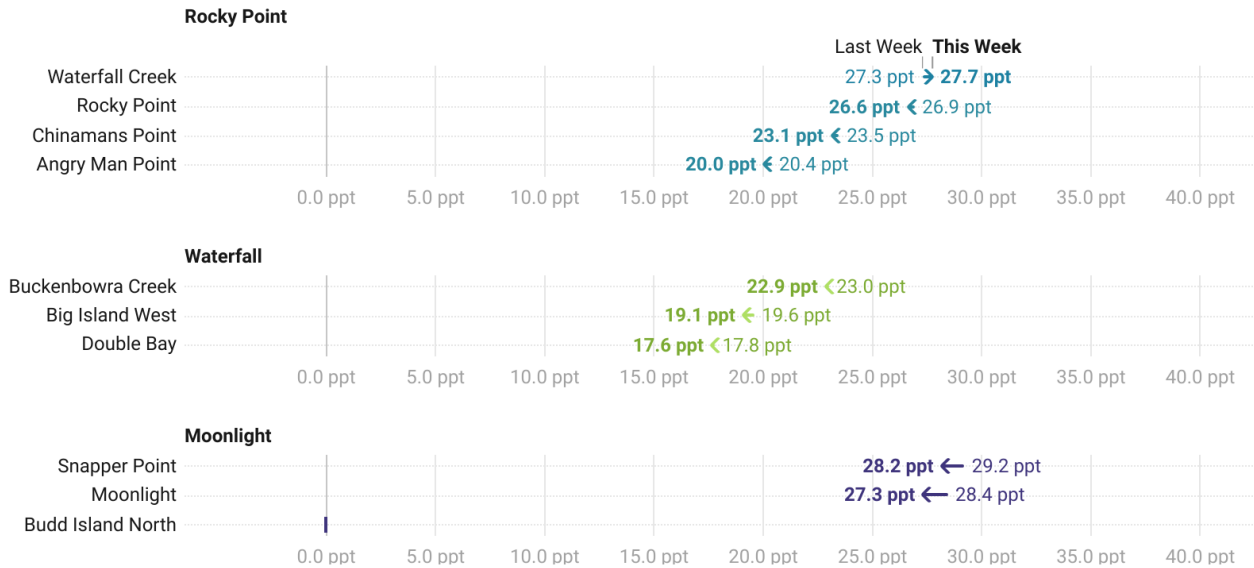 Rocky Point
Last Week This Week
Waterfall Creek 27.3 ppt 27.7 ppt
Rocky Point 26.6 ppt 26.9 ppt
Chinamans Point 23.1 ppt 23.5 ppt
Angry Man Point 20.0 ppt 20.4 ppt
0.0 ppt 5.0 ppt 10.0 ppt 15.0 ppt 20.0 ppt 25.0 ppt 30.0 ppt 35.0 ppt 40.0 ppt
Waterfall
Buckenbowra Creek 22.9 ppt 23.0 ppt
Big Island West 19.1 ppt 19.6 ppt
Double Bay 17.6 ppt 17.8 ppt
0.0 ppt 5.0 ppt 10.0 ppt 15.0 ppt 20.0 ppt 25.0 ppt 30.0 ppt 35.0 ppt 40.0 ppt
Moonlight
Snapper Point 28.2 ppt 29.2 ppt
Moonlight 27.3 ppt 28.4 ppt
Budd Island North
0.0 ppt 5.0 ppt 10.0 ppt 15.0 ppt 20.0 ppt 25.0 ppt 30.0 ppt 35.0 ppt 40.0 ppt